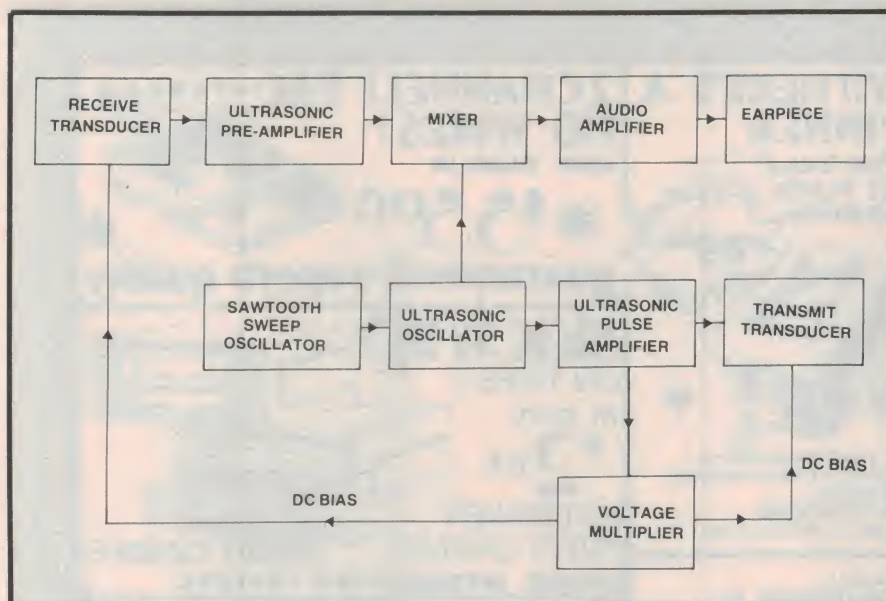 RECEIVE
TRANSDUCER
ULTRASONIC
PRE-AMPLIFIER
MIXER
AUDIO
AMPLIFIER
EARPIECE
SAWTOOTH
SWEEP
OSCILLATOR
ULTRASONIC
OSCILLATOR
ULTRASONIC
PULSE
AMPLIFIER
TRANSMIT
TRANSDUCER
DC BIAS
DC BIAS
VOLTAGE
MULTIPLIER